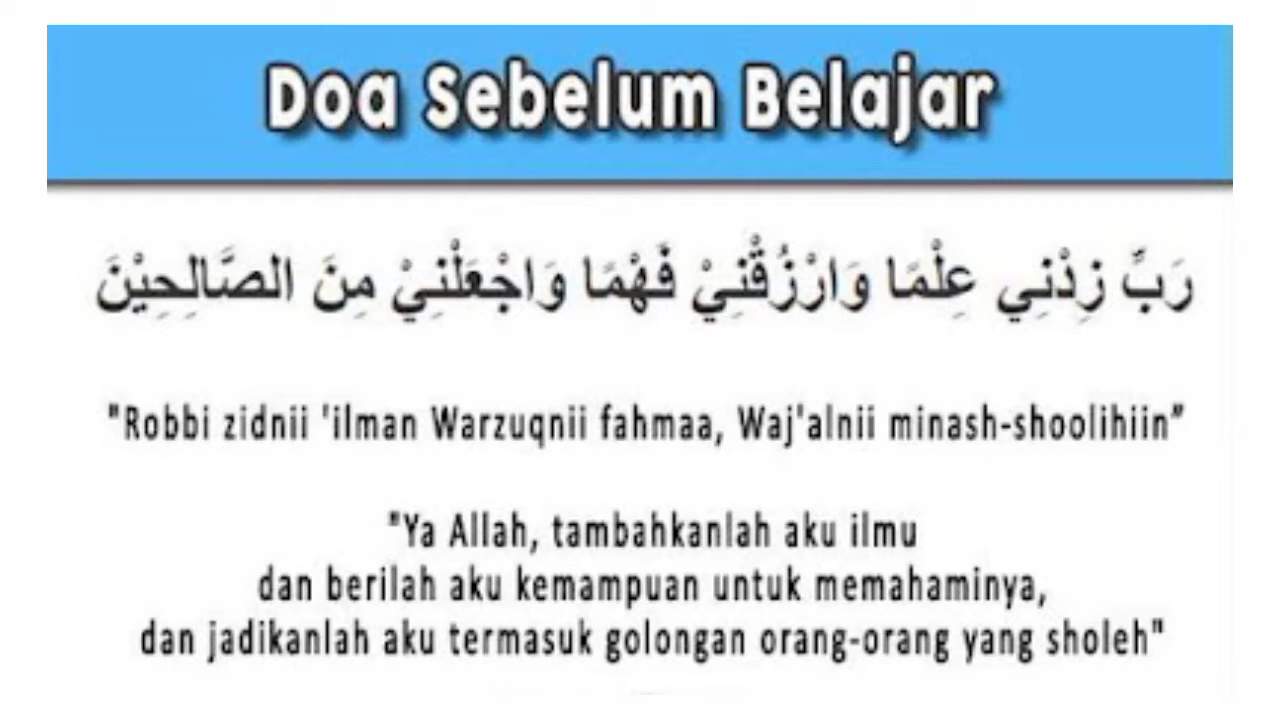 Doa Sebelum Belajar
رَبِّ زِدْنِي عِلْمًا وَارْزُقْنِيْ فَهْمًا وَاجْعَلْنِيْ مِنَ الصَّالِحِيْنَ
"Robbi zidnii 'ilman Warzuqnii fahmaa, Waj'alnii minash-shoolihiin”
"Ya Allah, tambahkanlah aku ilmu
dan berilah aku kemampuan untuk memahaminya,
dan jadikanlah aku termasuk golongan orang-orang yang sholeh"